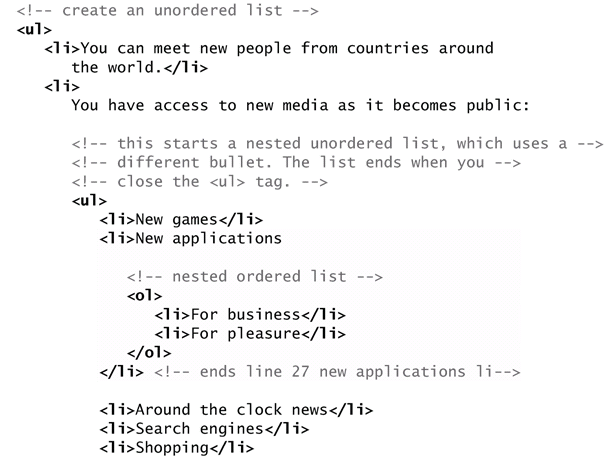 <!-- create an unordered list -->
<ul>
<li>You can meet new people from countries around
the world.</li>
<li>
You have access to new media as it becomes public:
<!-- this starts a nested unordered list, which uses a -->
<!-- different bullet. The list ends when you -->
<!-- close the <ul> tag. -->
<ul>
<li>New games</li>
<li>New applications
<!-- nested ordered list -->
<ol>
<li>For business</li>
<li>For pleasure</li>
</ol>
</li> <!-- ends line 27 new applications li-->
<li>Around the clock news</li>
<li>Search engines</li>
<li>Shopping</li>